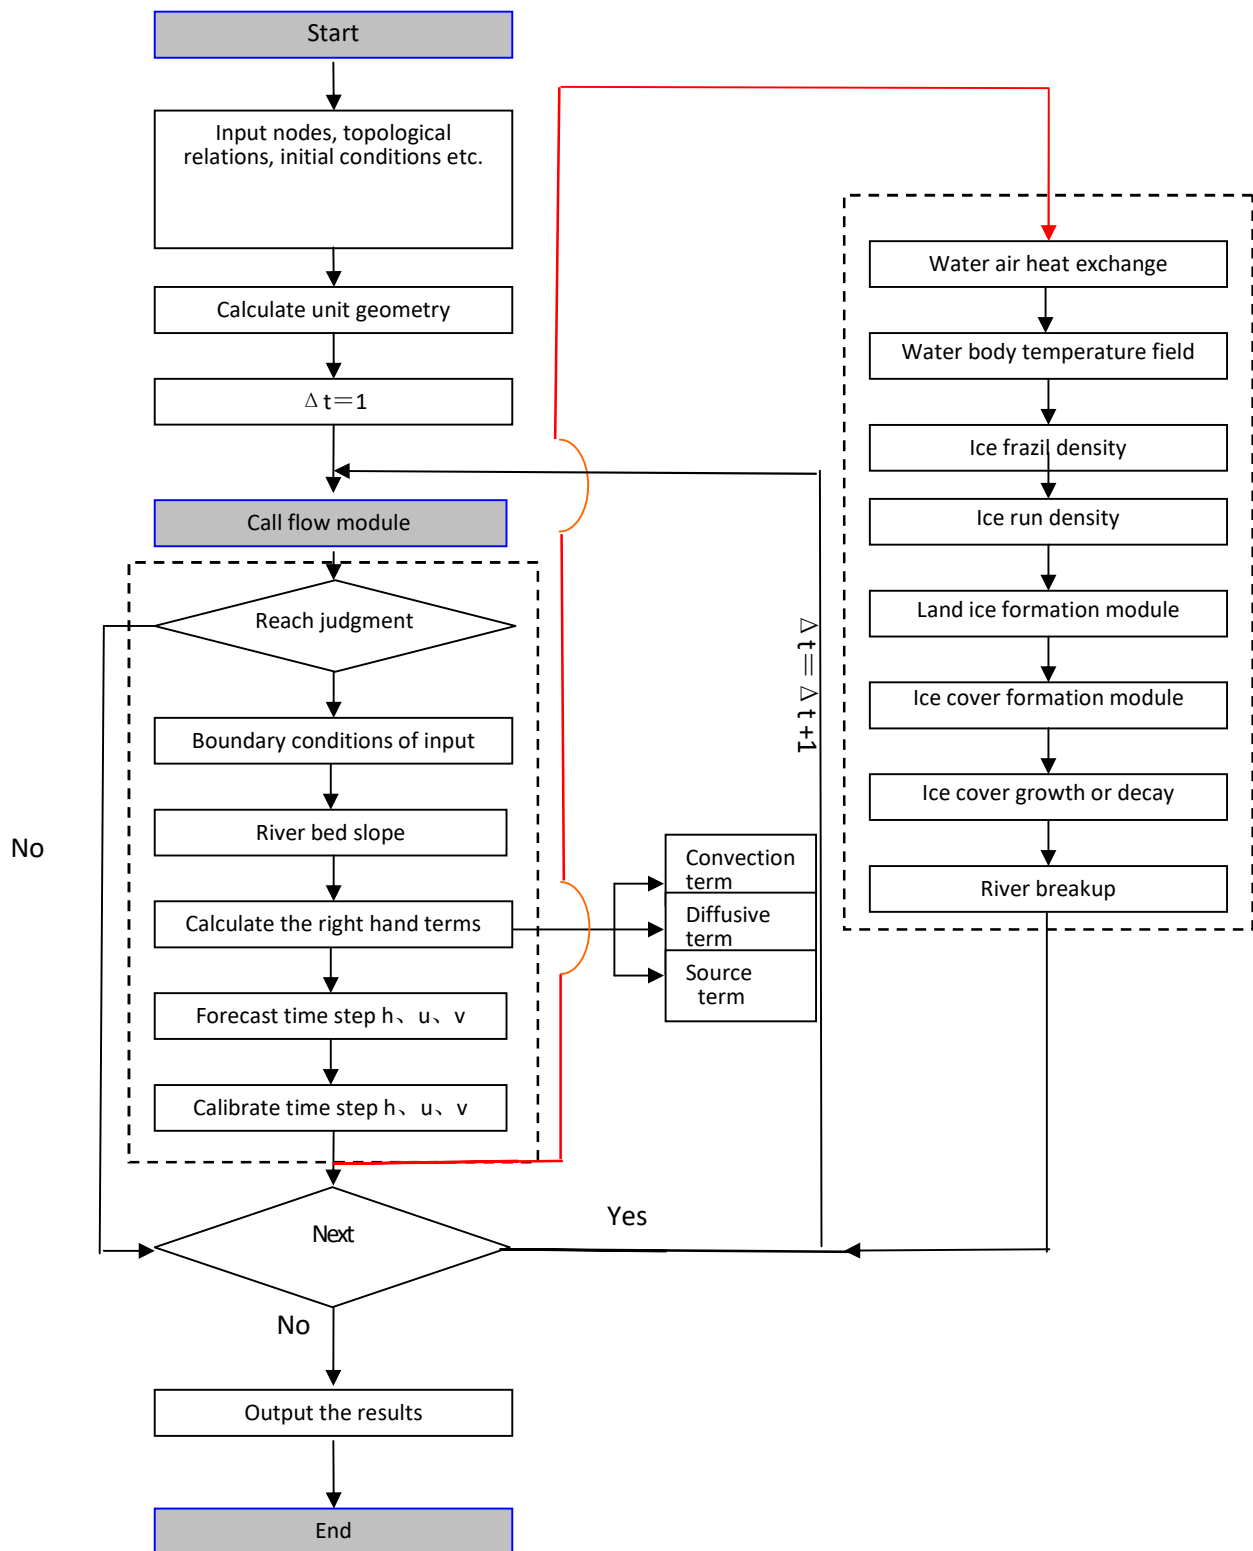 Start
Input nodes, topological
relations, initial conditions etc.
Calculate unit geometry
Δ t＝1
Call flow module
Reach judgment
Boundary conditions of input
River bed slope
Calculate the right hand terms
Forecast time step h、u、v
Calibrate time step h、u、v
Next
No
Yes
No
Output the results
End
Convection
term
Diffusive
term
Source
term
Δ t＝Δ t+1
Water air heat exchange
Water body temperature field
Ice frazil density
Ice run density
Land ice formation module
Ice cover formation module
Ice cover growth or decay
River breakup